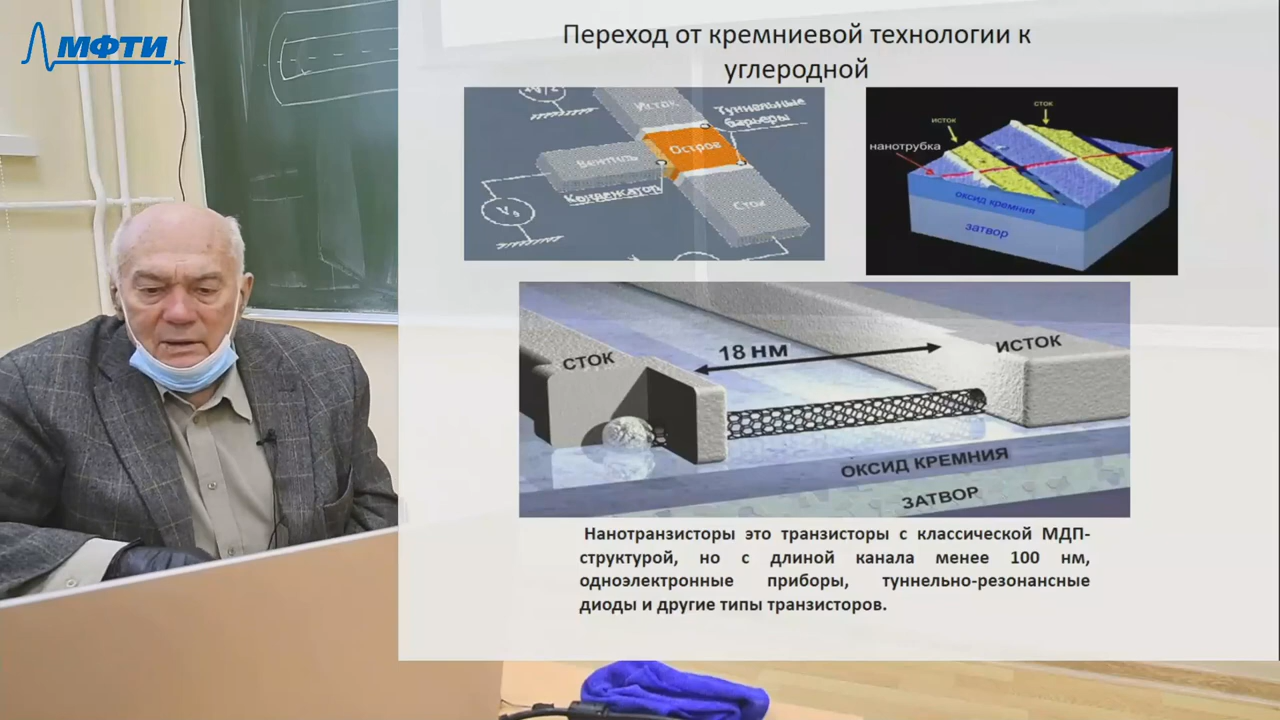 МФТИ
Переход от кремниевой технологии к
углеродной
Исток
Туннельные
барьеры
Остров
Вентиль
Конденсатор
Сток
Vg
сток
исток
нанотрубка
оксид кремния
затвор
СТОК
18 НМ
ИСТОК
ОКСИД КРЕМНИЯ
ЗАТВОР
Нанотранзисторы это транзисторы с классической МДП-
структурой, но с длиной канала менее 100 нм,
одноэлектронные приборы, туннельно-резонансные
диоды и другие типы транзисторов.